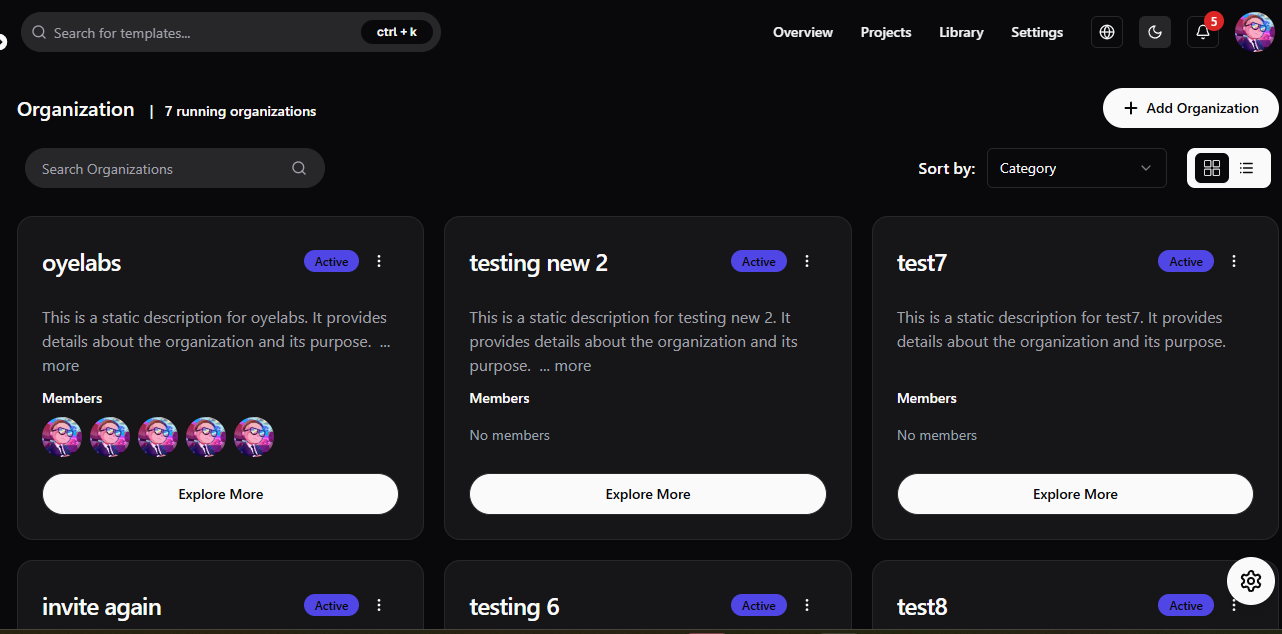 Search for templates...
ctrl + k
Overview
Projects
Library
Settings
5
Organization | 7 running organizations
+ Add Organization
Search Organizations
Sort by:
Category
oyelabs
Active
This is a static description for oyelabs. It provides
details about the organization and its purpose. ...
more
Members
Explore More
testing new 2
Active
This is a static description for testing new 2. It
provides details about the organization and its
purpose. ... more
Members
No members
Explore More
test7
Active
This is a static description for test7. It provides
details about the organization and its purpose.
Members
No members
Explore More
invite again
Active
testing 6
Active
test8
Active